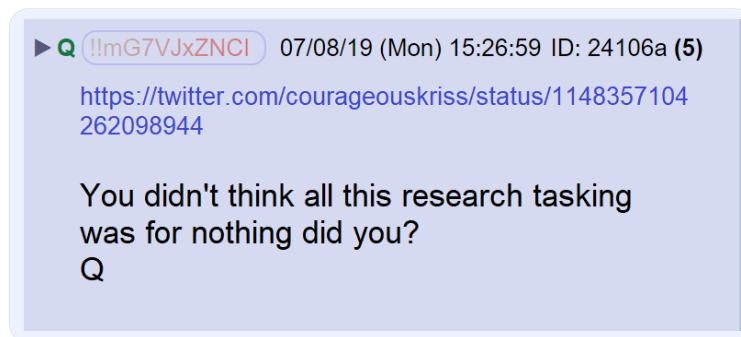 ▶ Q !!mG7VJxZNCI 07/08/19 (Mon) 15:26:59 ID: 24106a (5)
https://twitter.com/courageouskriss/status/1148357104
262098944
You didn't think all this research tasking
was for nothing did you?
Q